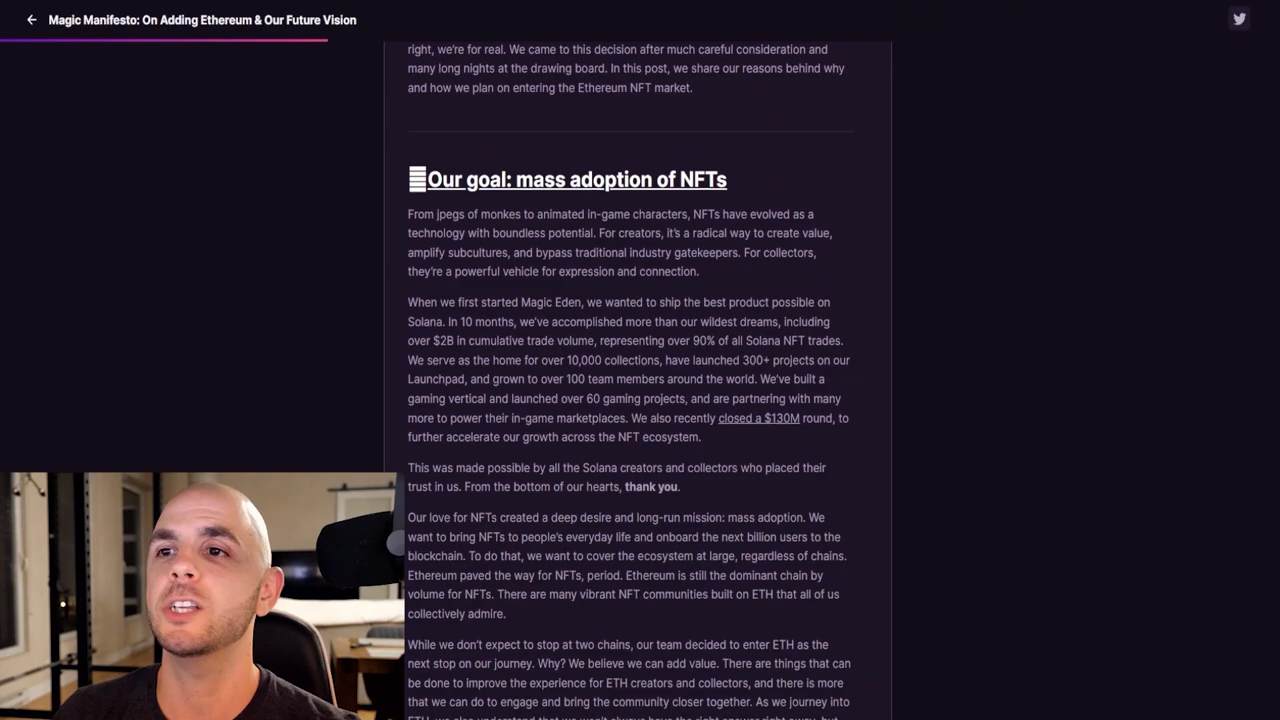 Magic Manifesto: On Adding Ethereum & Our Future Vision
right, we're for real. We came to this decision after much careful consideration and
many long nights at the drawing board. In this post, we share our reasons behind why
and how we plan on entering the Ethereum NFT market.
Our goal: mass adoption of NFTs
From jpegs of monkes to animated in-game characters, NFTs have evolved as a
technology with boundless potential. For creators, it's a radical way to create value,
amplify subcultures, and bypass traditional industry gatekeepers. For collectors,
they're a powerful vehicle for expression and connection.
When we first started Magic Eden, we wanted to ship the best product possible on
Solana. In 10 months, we've accomplished more than our wildest dreams, including
over $2B in cumulative trade volume, representing over 90% of all Solana NFT trades.
We serve as the home for over 10,000 collections, have launched 300+ projects on our
Launchpad, and grown to over 100 team members around the world. We've built a
gaming vertical and launched over 60 gaming projects, and are partnering with many
more to power their in-game marketplaces. We also recently closed a $130M round, to
further accelerate our growth across the NFT ecosystem.
This was made possible by all the Solana creators and collectors who placed their
trust in us. From the bottom of our hearts, thank you.
Our love for NFTs created a deep desire and long-run mission: mass adoption. We
want to bring NFTs to people's everyday life and onboard the next billion users to the
blockchain. To do that, we want to cover the ecosystem at large, regardless of chains.
Ethereum paved the way for NFTs, period. Ethereum is still the dominant chain by
volume for NFTs. There are many vibrant NFT communities built on ETH that all of us
collectively admire.
While we don't expect to stop at two chains, our team decided to enter ETH as the
next stop on our journey. Why? We believe we can add value. There are things that can
be done to improve the experience for ETH creators and collectors, and there is more
that we can do to engage and bring the community closer together. As we journey into
ETH, we also understand that we won't always have the right answer right away, but